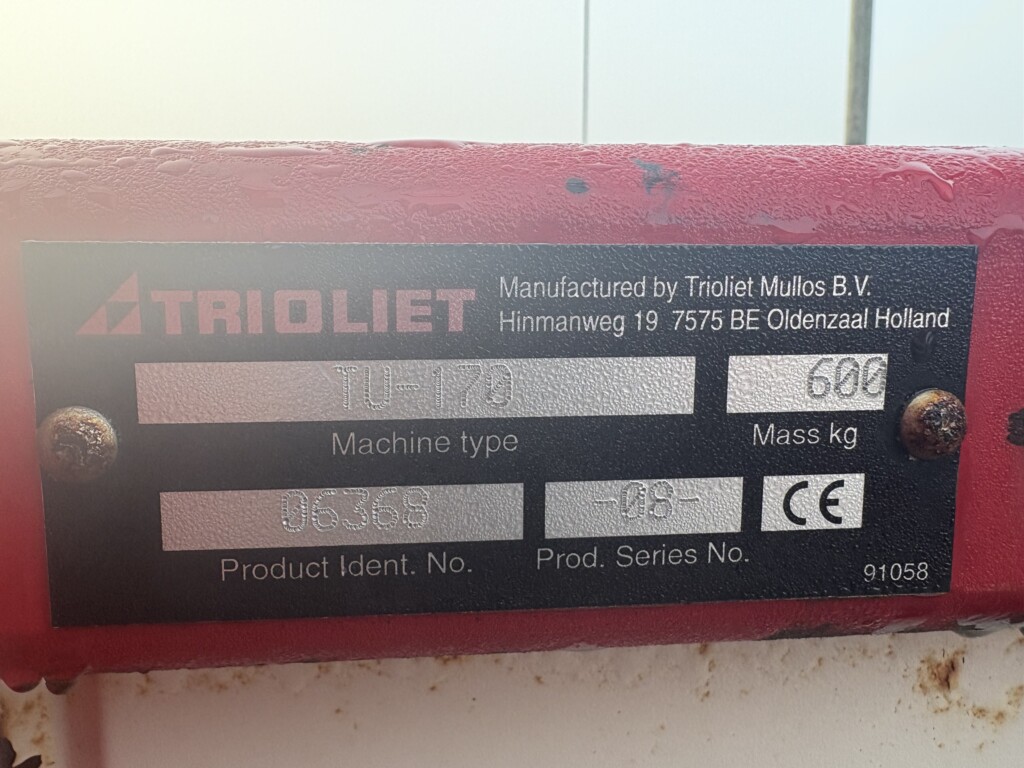 TRIOLIET
Manufactured by Trioliet Mullos B.V.
Hinmanweg 19 7575 BE Oldenzaal Holland
TU-170
600
Machine type
Mass kg
06368
-08-
CE
Product Ident. No.
Prod. Series No.
91058